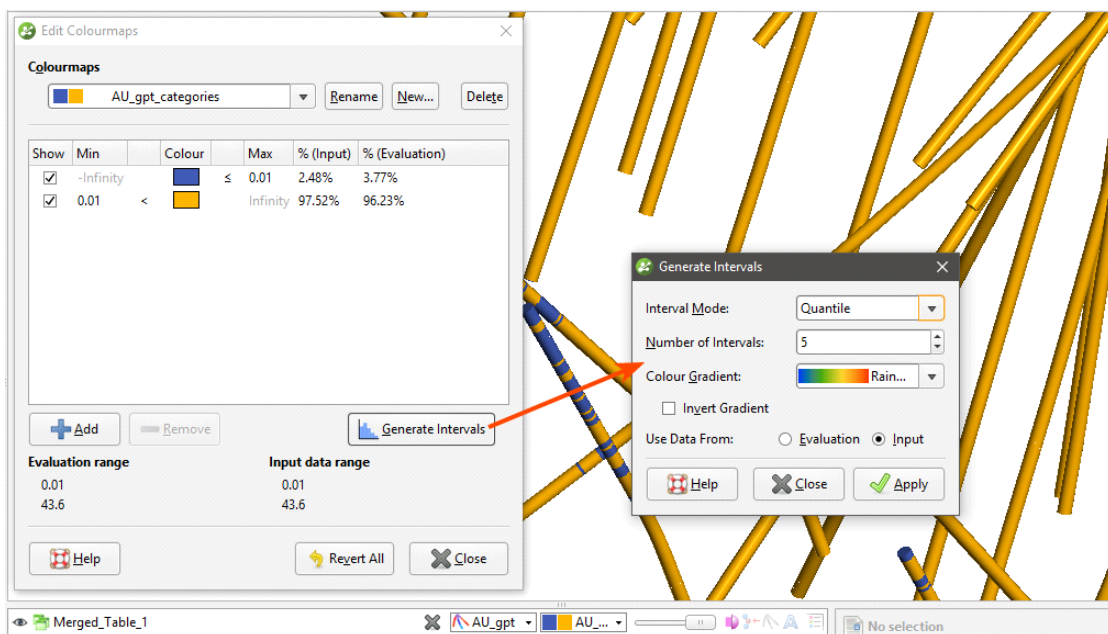 Edit Colourmaps
Colourmaps
AU_gpt_categories
Rename
New...
Delete
Show Min Colour Max % (Input) % (Evaluation)
-Infinity ≤ 0.01 2.48% 3.77%
0.01 < Infinity 97.52% 96.23%
Add
Remove
Generate Intervals
Evaluation range Input data range
0.01 0.01
43.6 43.6
Help
Revert All
Close
Generate Intervals
Interval Mode: Quantile
Number of Intervals: 5
Colour Gradient: Rain...
Invert Gradient
Use Data From: Evaluation Input
Help
Close
Apply
Merged_Table_1 AU_gpt AU_... No selection